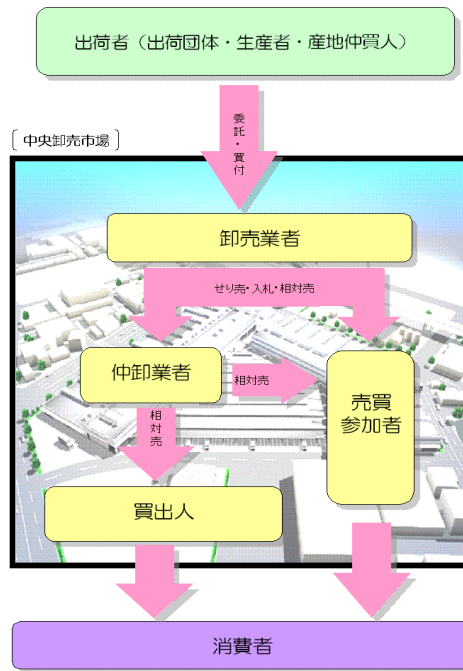 出荷者（出荷団体・生産者・産地仲買人）
委託・買付
［中央卸売市場］
卸売業者
せり売・入札・相対売
仲卸業者
相対売
売買
参加者
相対売
買出人
消費者